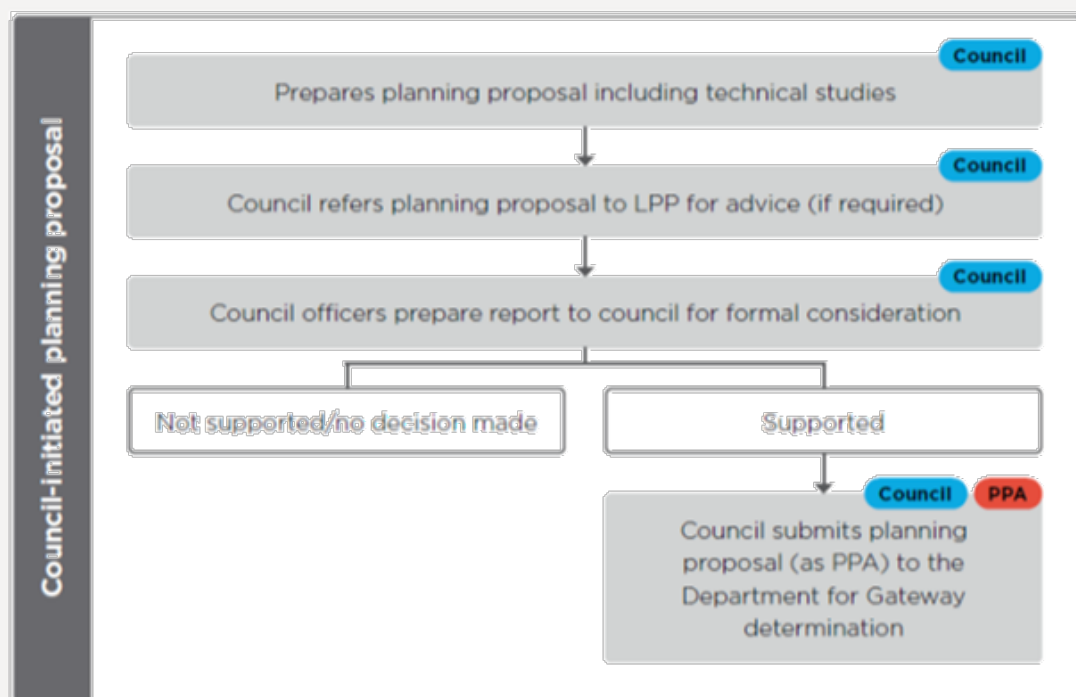 Council-initiated planning proposal
Council
Prepares planning proposal including technical studies
Council
Council refers planning proposal to LPP for advice (if required)
Council
Council officers prepare report to council for formal consideration
Not supported/no decision made
Supported
Council PPA
Council submits planning
proposal (as PPA) to the
Department for Gateway
determination